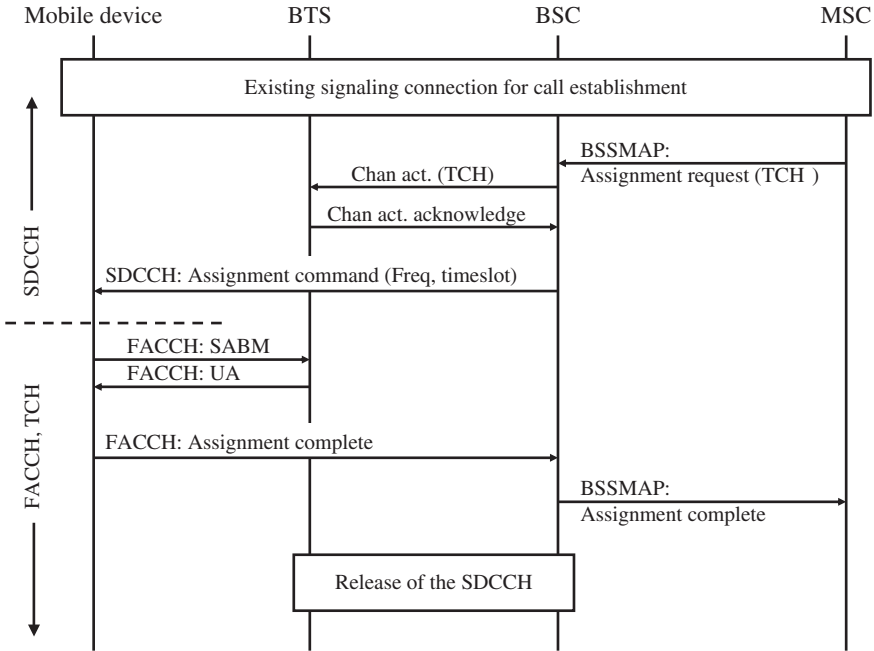 Mobile device
BTS
BSC
MSC
Existing signaling connection for call establishment
BSSMAP:
Assignment request (TCH )
Chan act. (TCH)
Chan act. acknowledge
SDCCH: Assignment command (Freq, timeslot)
SDCCH
FACCH: SABM
FACCH: UA
FACCH, TCH
FACCH: Assignment complete
BSSMAP:
Assignment complete
Release of the SDCCH